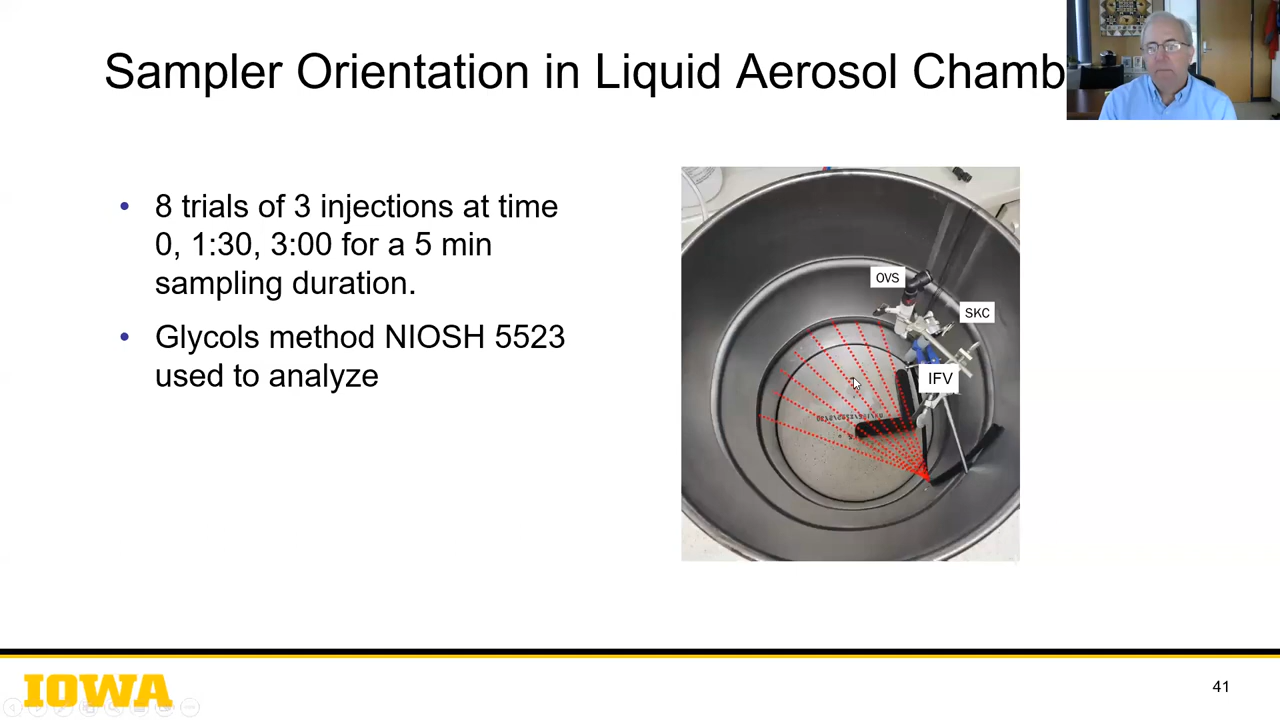 Sampler Orientation in Liquid Aerosol Chamb
• 8 trials of 3 injections at time
0, 1:30, 3:00 for a 5 min
sampling duration.
• Glycols method NIOSH 5523
used to analyze
OVS
SKC
IFV
IOWA
41